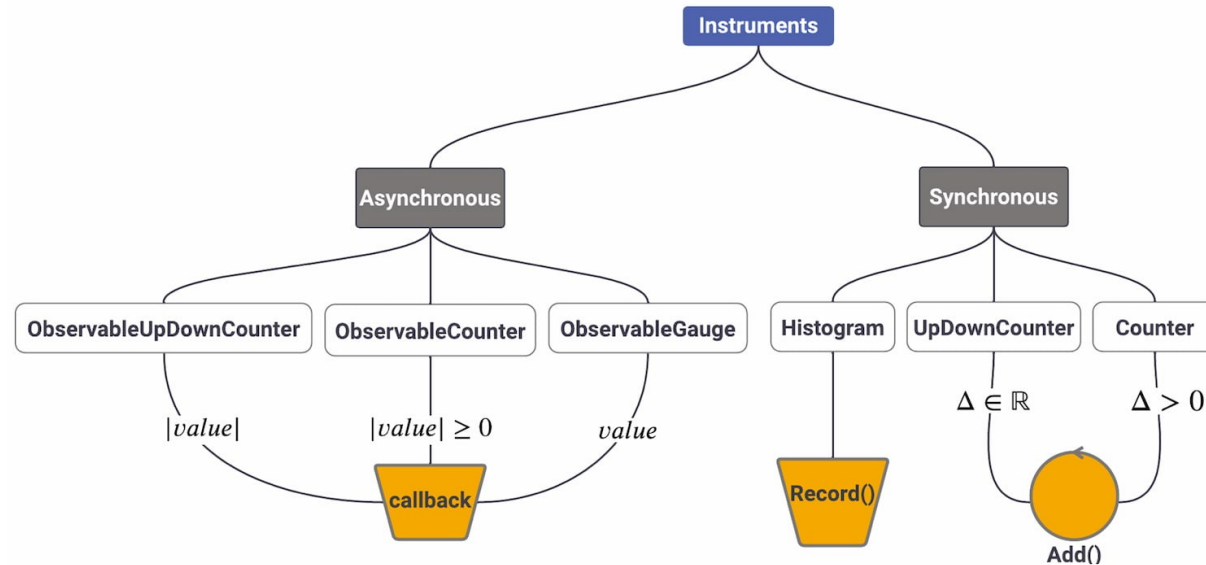 Instruments
Asynchronous
Synchronous
ObservableUpDownCounter
ObservableCounter
ObservableGauge
Histogram
UpDownCounter
Counter
|value|
|value| ≥ 0
value
Δ ∈ ℝ
Δ > 0
callback
Record()
Add()